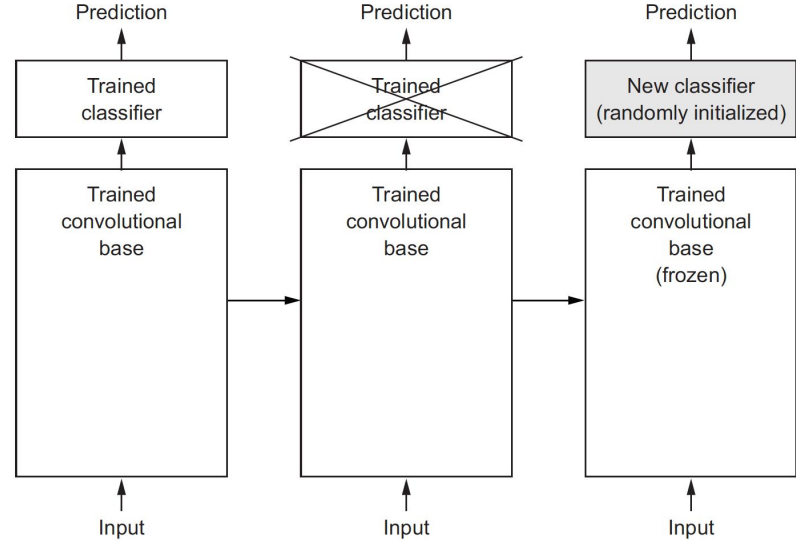 Prediction
Prediction
Prediction
Trained
classifier
Trained
classifier
New classifier
(randomly initialized)
Trained
convolutional
base
Trained
convolutional
base
Trained
convolutional
base
(frozen)
Input
Input
Input